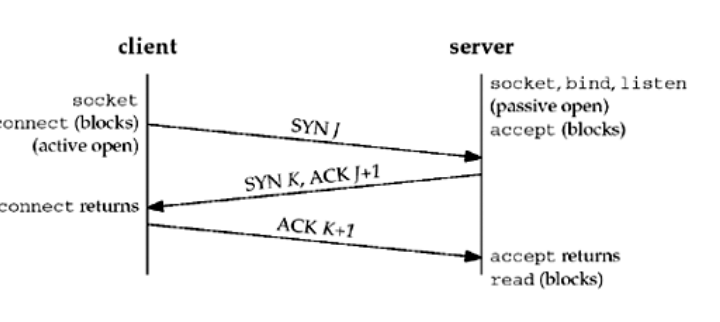 client
server
socket
connect (blocks)
(active open)
socket, bind, listen
(passive open)
accept (blocks)
SYN J
SYN K, ACK J+1
connect returns
ACK K+1
accept returns
read (blocks)